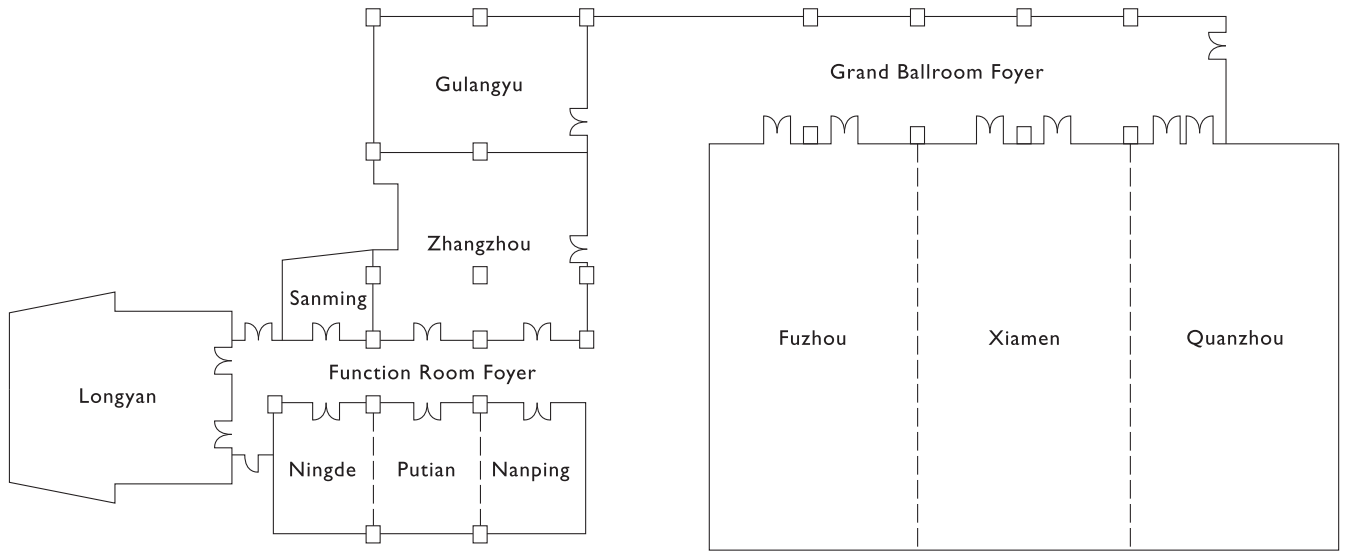 Gulangyu
Grand Ballroom Foyer
Zhangzhou
Sanming
Fuzhou
Xiamen
Quanzhou
Function Room Foyer
Longyan
Ningde
Putian
Nanping